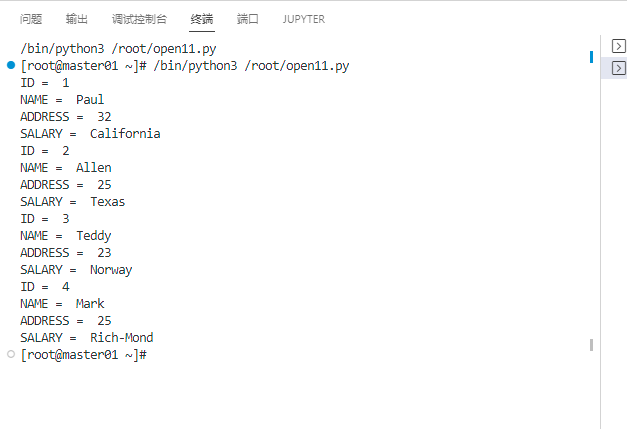 问题 输出 调试控制台 终端 端口 JUPYTER
/bin/python3 /root/open11.py
[root@master01 ~]# /bin/python3 /root/open11.py
ID =  1
NAME =  Paul
ADDRESS =  32
SALARY =  California
ID =  2
NAME =  Allen
ADDRESS =  25
SALARY =  Texas
ID =  3
NAME =  Teddy
ADDRESS =  23
SALARY =  Norway
ID =  4
NAME =  Mark
ADDRESS =  25
SALARY =  Rich-Mond
[root@master01 ~]#